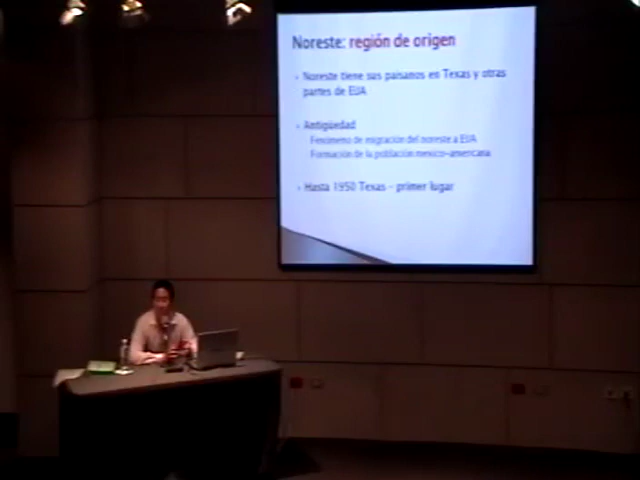 Noreste: región de origen
Noreste tiene sus paisanos en Texas y otras
partes de EUA
Antigüedad
Fenómeno de migración del noreste a EUA
Formación de la población mexico-americana
Hasta 1950 Texas - primer lugar